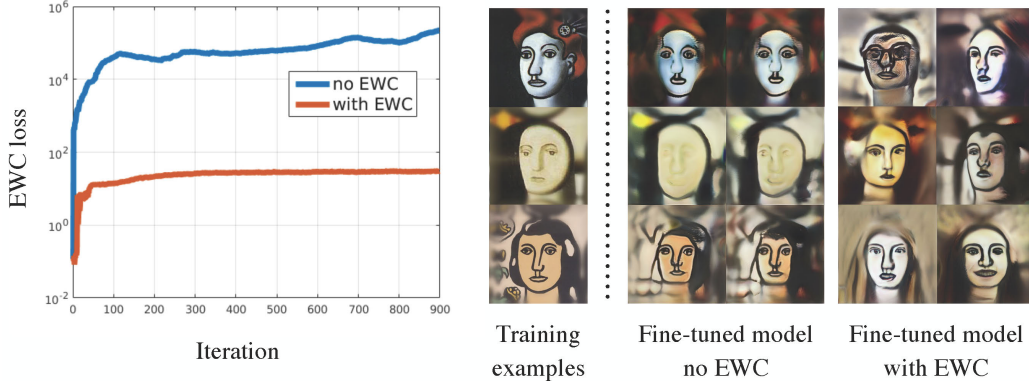 10^6
10^4
10^2
10^0
10^-2
EWC loss
no EWC
with EWC
0 100 200 300 400 500 600 700 800 900
Iteration
Training
examples
Fine-tuned model
no EWC
Fine-tuned model
with EWC